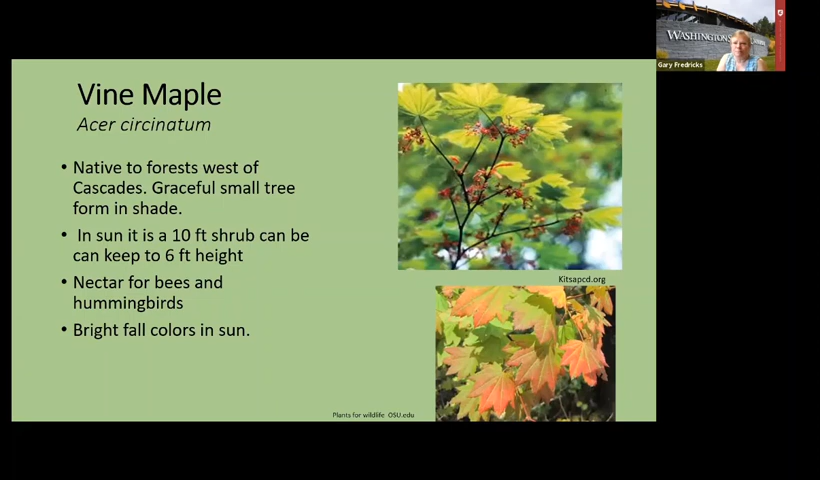 Vine Maple
Acer circinatum
• Native to forests west of
Cascades. Graceful small tree
form in shade.
• In sun it is a 10 ft shrub can be
can keep to 6 ft height
• Nectar for bees and
hummingbirds
• Bright fall colors in sun.
Kitsapcd.org
Plants for wildlife OSU.edu
WASHINGTON
Gary Fredricks